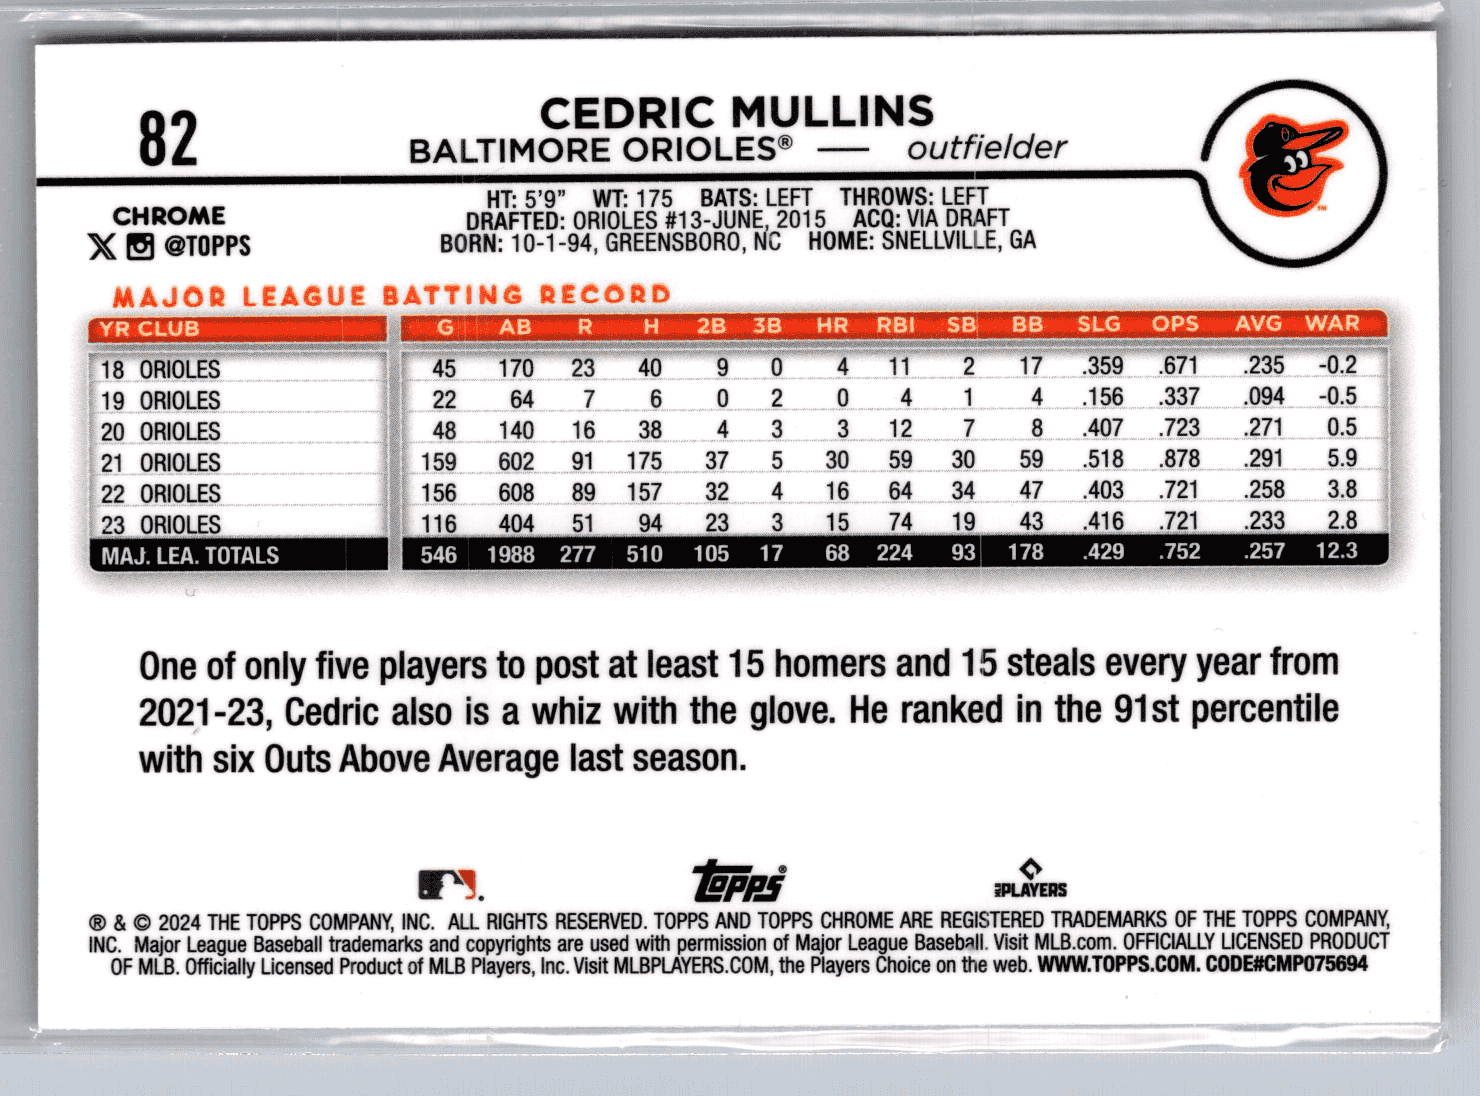 82
CEDRIC MULLINS
BALTIMORE ORIOLES® — outfielder
CHROME
@TOPPS
HT: 5'9" WT: 175 BATS: LEFT THROWS: LEFT
DRAFTED: ORIOLES #13-JUNE, 2015 ACQ: VIA DRAFT
BORN: 10-1-94, GREENSBORO, NC HOME: SNELLVILLE, GA
MAJOR LEAGUE BATTING RECORD
YR CLUB G AB R H 2B 3B HR RBI SB BB SLG OPS AVG WAR
18 ORIOLES 45 170 23 40 9 0 4 11 2 17 .359 .671 .235 -0.2
19 ORIOLES 22 64 7 6 0 2 0 4 1 4 .156 .337 .094 -0.5
20 ORIOLES 48 140 16 38 4 3 3 12 7 8 .407 .723 .271 0.5
21 ORIOLES 159 602 91 175 37 5 30 59 30 59 .518 .878 .291 5.9
22 ORIOLES 156 608 89 157 32 4 16 64 34 47 .403 .721 .258 3.8
23 ORIOLES 116 404 51 94 23 3 15 74 19 43 .416 .721 .233 2.8
MAJ. LEA. TOTALS 546 1988 277 510 105 17 68 224 93 178 .429 .752 .257 12.3
One of only five players to post at least 15 homers and 15 steals every year from
2021-23, Cedric also is a whiz with the glove. He ranked in the 91st percentile
with six Outs Above Average last season.
Topps®
MLB PLAYERS
® & © 2024 THE TOPPS COMPANY, INC. ALL RIGHTS RESERVED. TOPPS AND TOPPS CHROME ARE REGISTERED TRADEMARKS OF THE TOPPS COMPANY,
INC. Major League Baseball trademarks and copyrights are used with permission of Major League Baseball. Visit MLB.com. OFFICIALLY LICENSED PRODUCT
OF MLB. Officially Licensed Product of MLB Players, Inc. Visit MLBPLAYERS.COM, the Players Choice on the web. WWW.TOPPS.COM. CODE#CMP075694